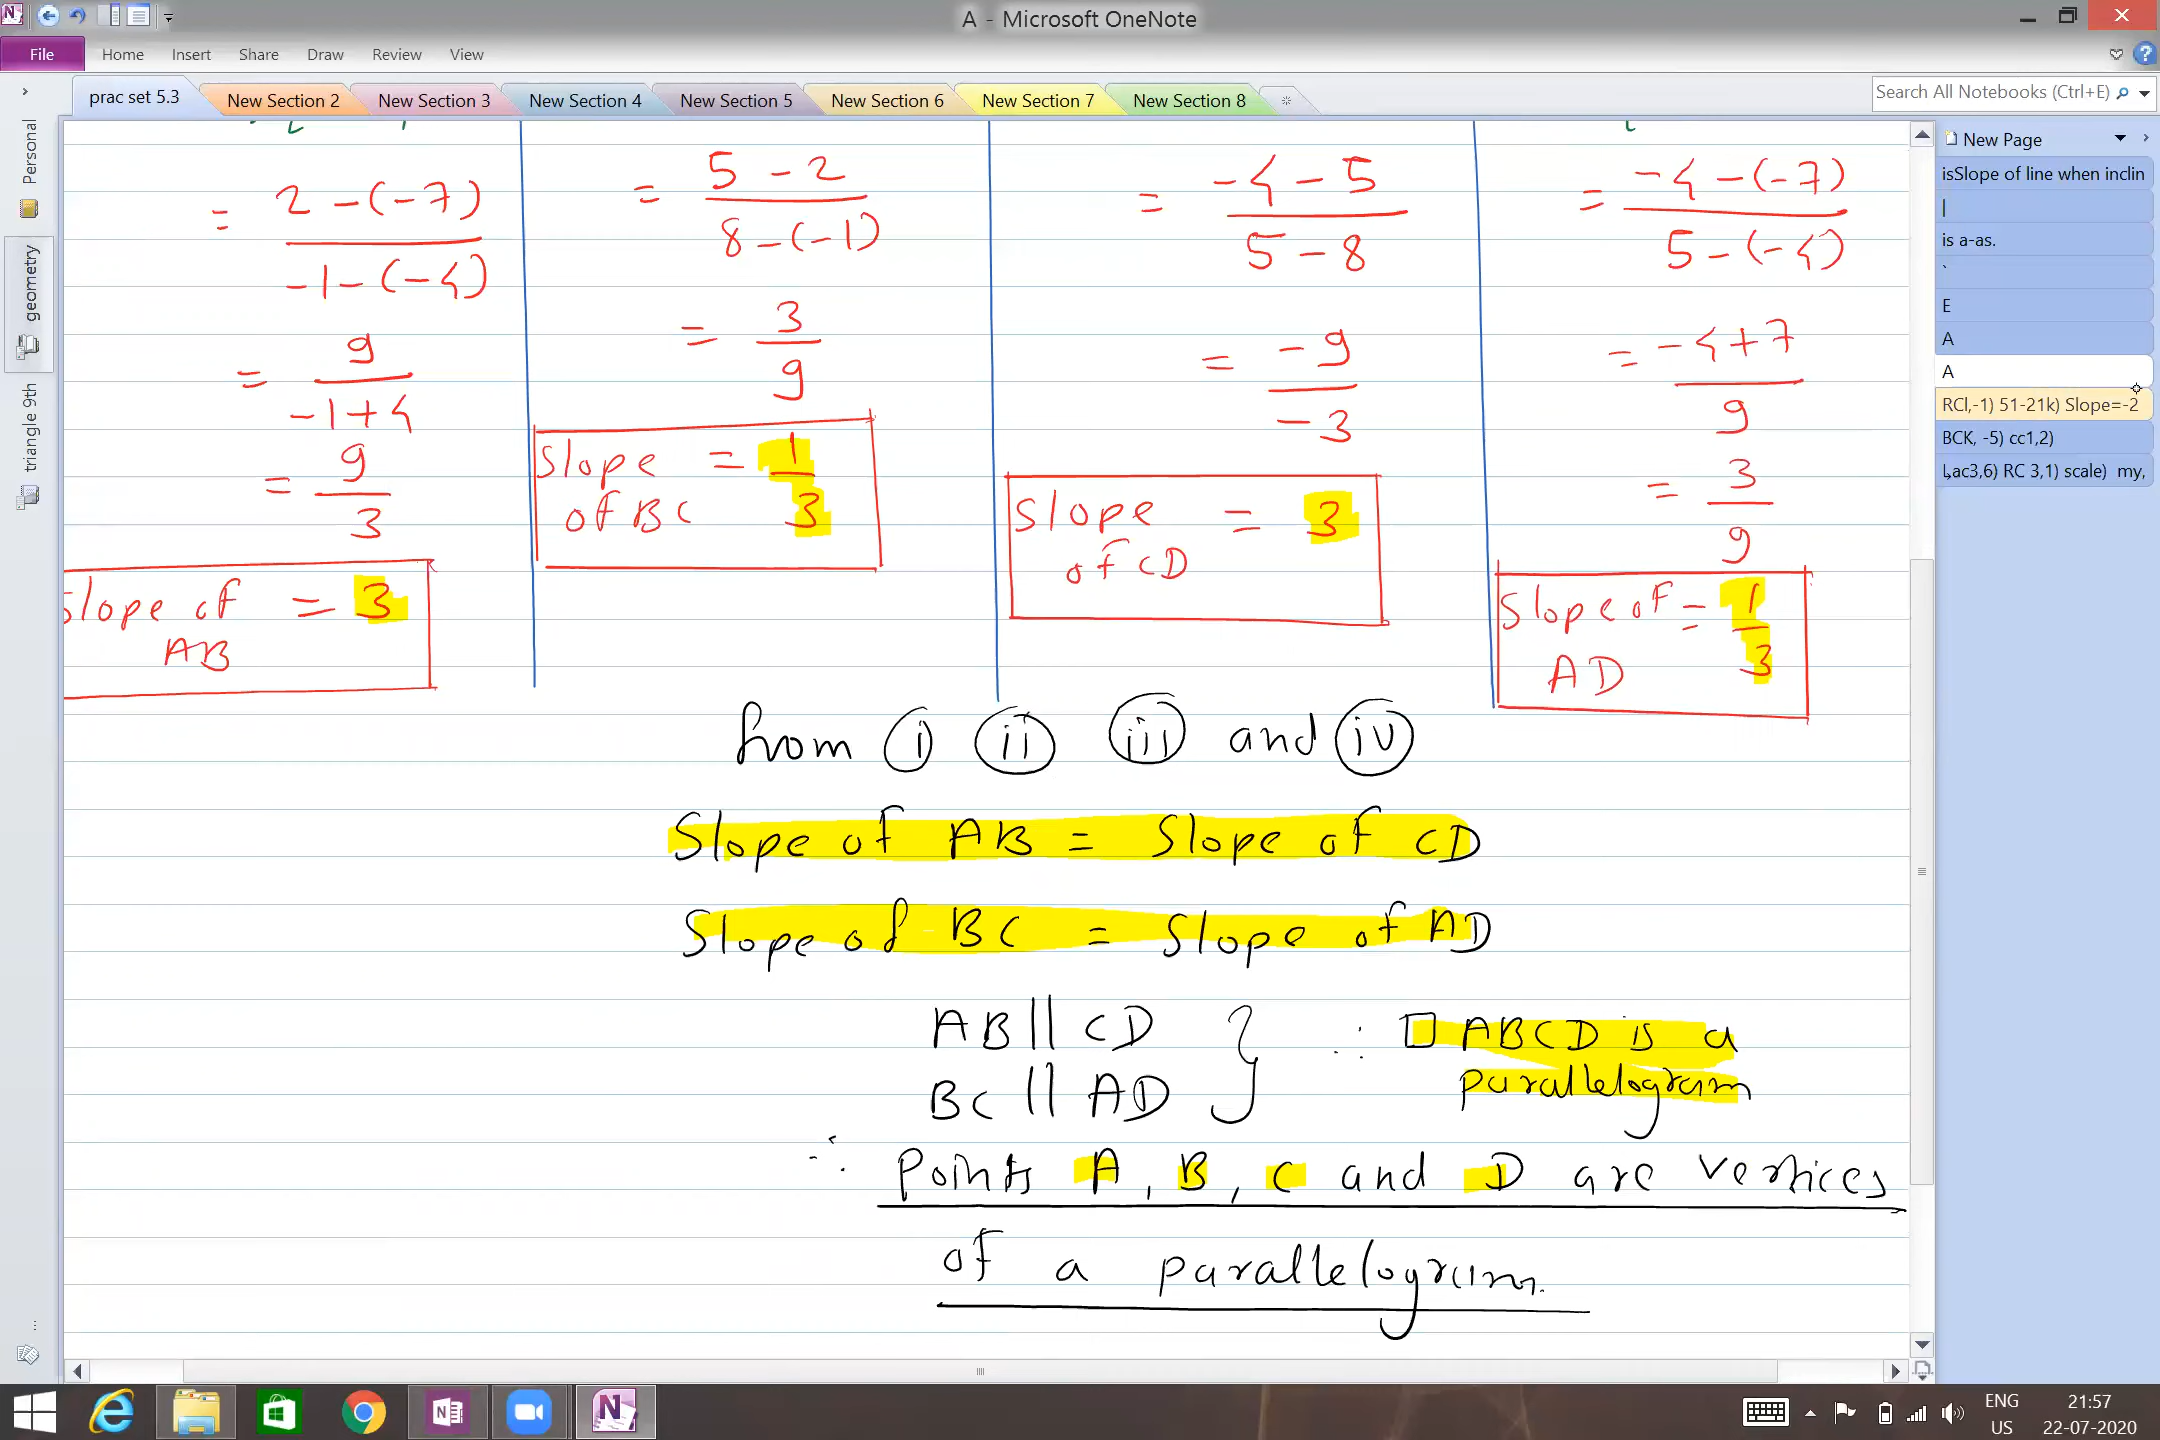 A - Microsoft OneNote
File Home Insert Share Draw Review View
prac set 5.3 New Section 2 New Section 3 New Section 4 New Section 5 New Section 6 New Section 7 New Section 8
Search All Notebooks (Ctrl+E)
Personal
geometry
triangle 9th
= 2 - (-7)
-1 - (-4)
= 9
-1 + 4
= 9
3
Slope of = 3
AB
= 5 - 2
8 - (-1)
= 3
9
Slope = 1
of BC 3
= -4 - 5
5 - 8
= -9
-3
Slope = 3
of CD
= -4 - (-7)
5 - (-4)
= -4 + 7
9
= 3
9
Slope of = 1
AD 3
from (i) (ii) (iii) and (iv)
Slope of AB = Slope of CD
Slope of BC = Slope of AD
AB || CD }
BC || AD
∴ □ ABCD is a
parallelogram
∴ Points A, B, C and D are vertices
of a parallelogram.
New Page
isSlope of line when inclin
|
is a-as.
`
E
A
A
RCl,-1) 51-21k) Slope=-2
BCK, -5) cc1,2)
l,ac3,6) RC 3,1) scale) my,
ENG
US
21:57
22-07-2020